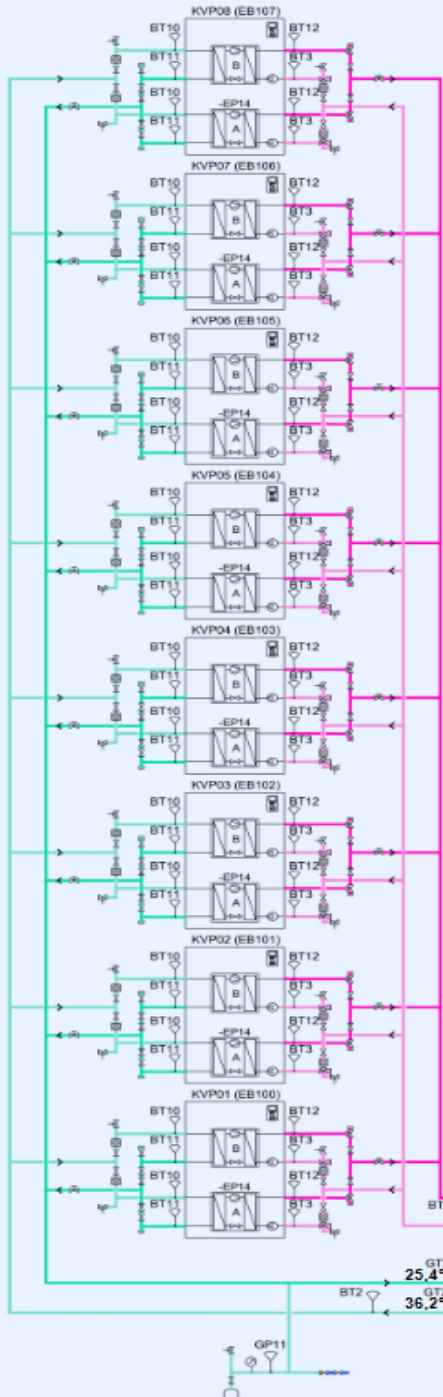 KVP08 (EB107)
BT10 BT12
BT11 B BT3
BT10 -EP14 BT12
BT11 A BT3
KVP07 (EB106)
BT10 BT12
BT11 B BT3
BT10 -EP14 BT12
BT11 A BT3
KVP06 (EB105)
BT10 BT12
BT11 B BT3
BT10 -EP14 BT12
BT11 A BT3
KVP05 (EB104)
BT10 BT12
BT11 B BT3
BT10 -EP14 BT12
BT11 A BT3
KVP04 (EB103)
BT10 BT12
BT11 B BT3
BT10 -EP14 BT12
BT11 A BT3
KVP03 (EB102)
BT10 BT12
BT11 B BT3
BT10 -EP14 BT12
BT11 A BT3
KVP02 (EB101)
BT10 BT12
BT11 B BT3
BT10 -EP14 BT12
BT11 A BT3
KVP01 (EB100)
BT10 BT12
BT11 B BT3
BT10 -EP14 BT12
BT11 A BT3
BT
25,4°
BT2
36,2°
GP11